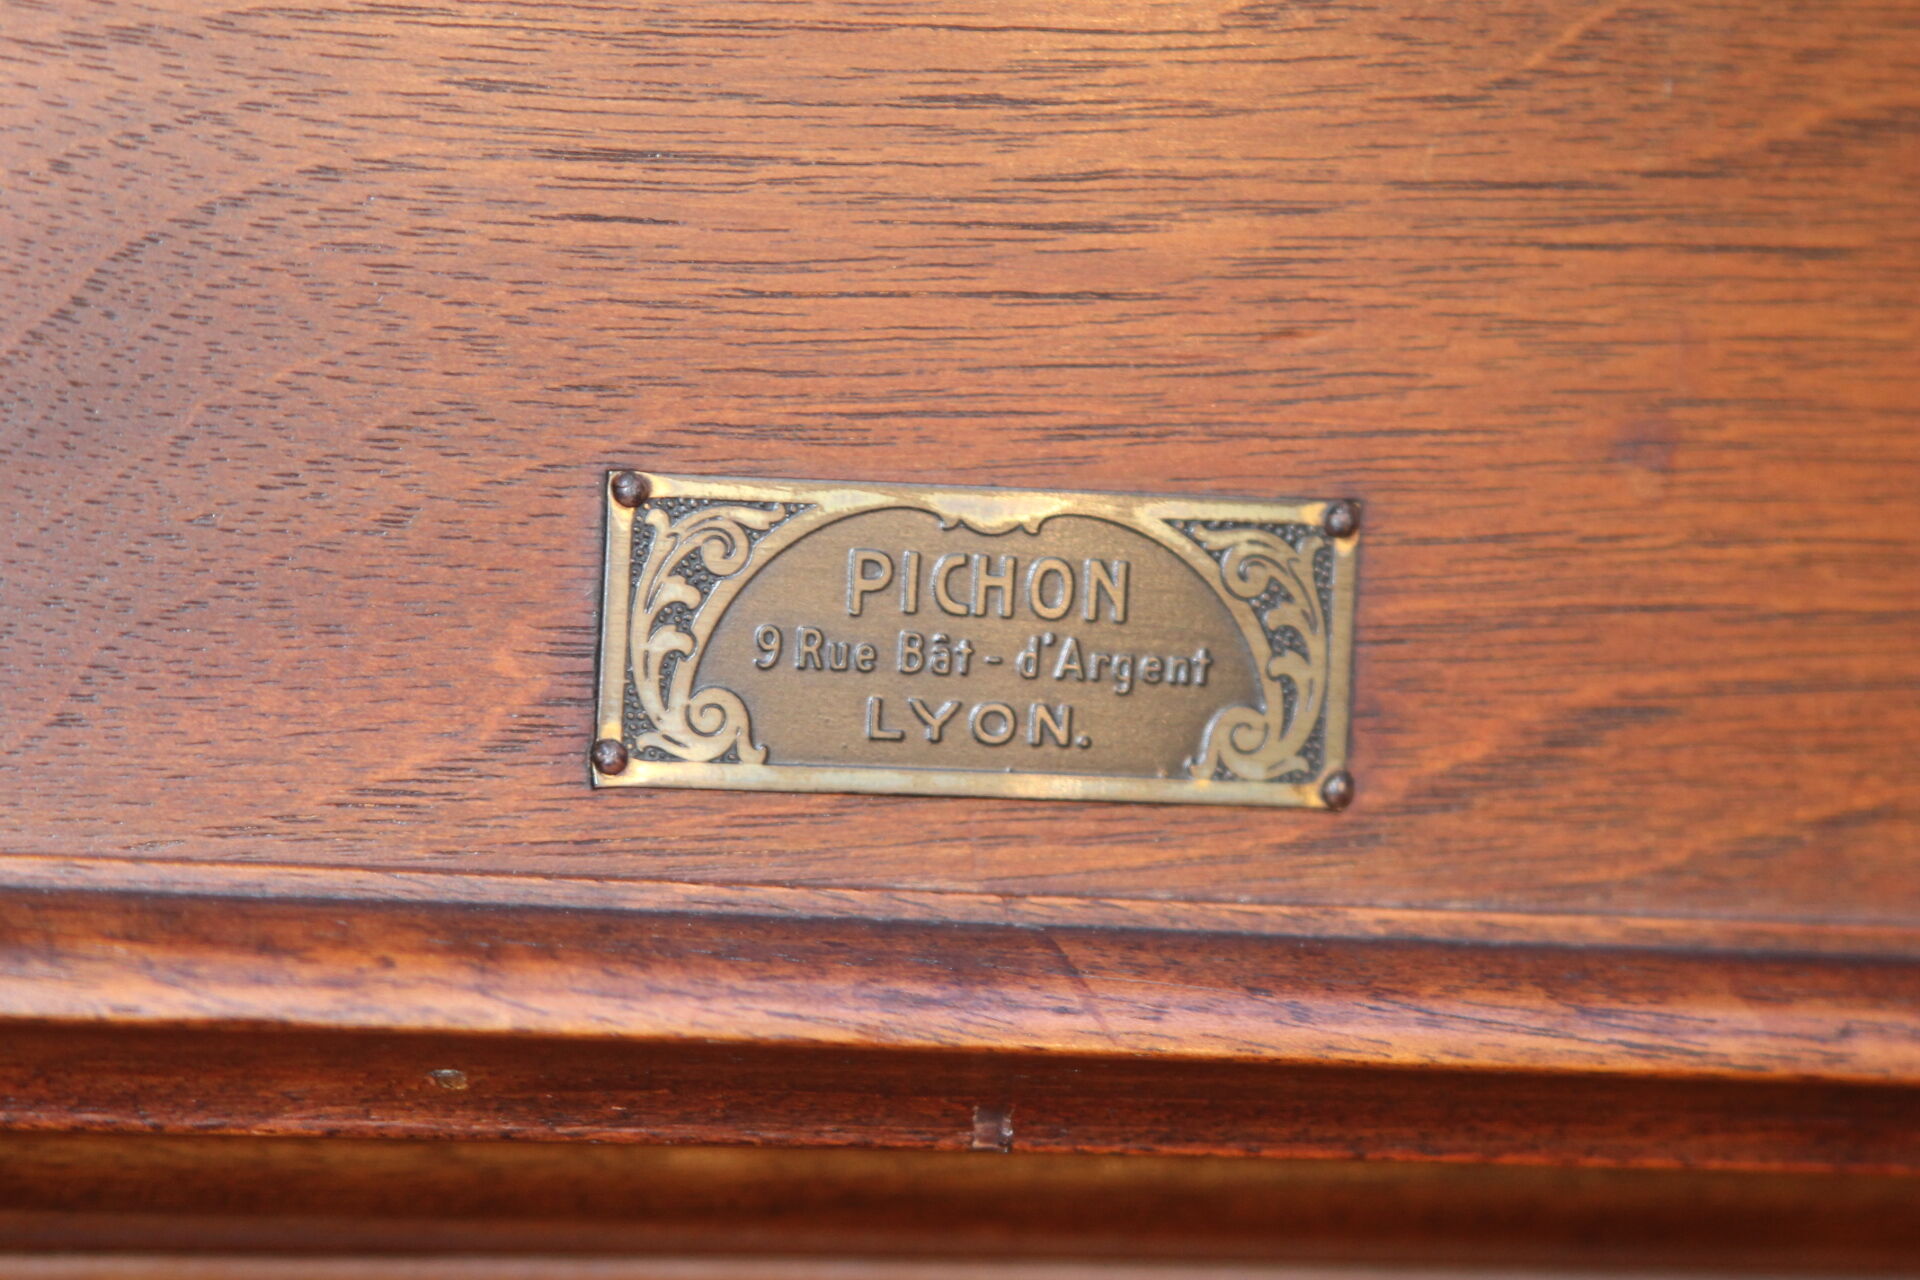 PICHON
9 Rue Bât-d'Argent
LYON.